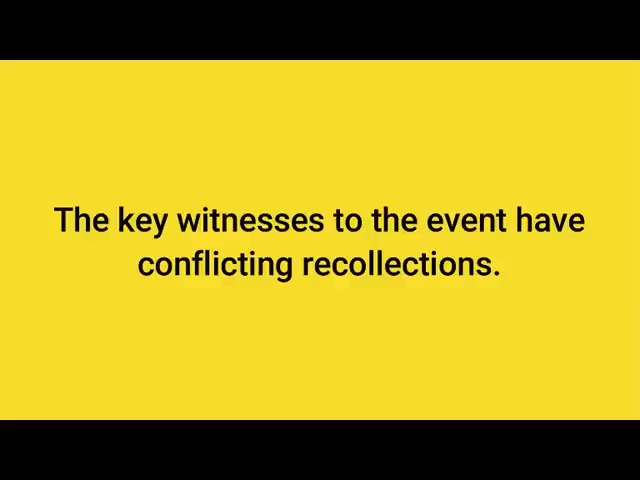 The key witnesses to the event have
conflicting recollections.